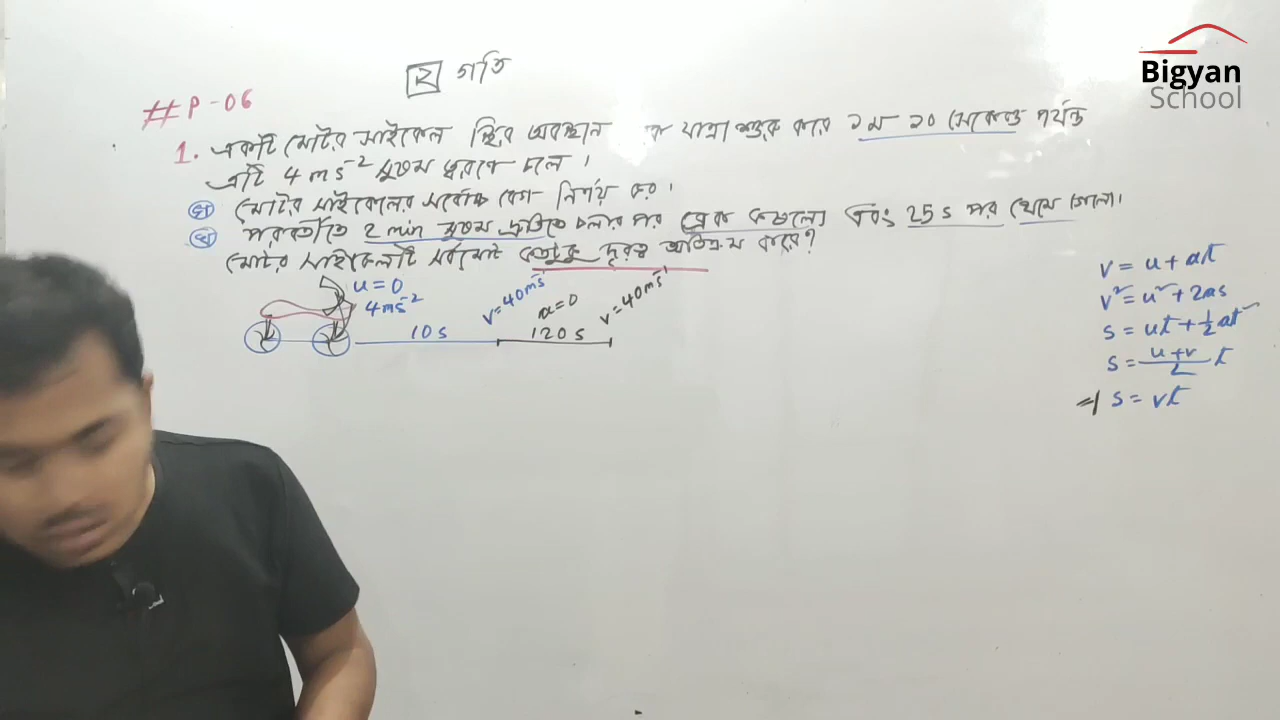 Bigyan
School
২ গতি
# P-06
1. একটি মোটর সাইকেল স্থির অবস্থান যাত্রা শুরু করে ১ম ১০ সেকেন্ড পর্যন্ত
এটি 4 ms⁻² সুষম ত্বরণে চলে।
মোটর সাইকেলের সর্বোচ্চ বেগ নির্ণয় কর।
পরবর্তীতে 2 min সুষম দ্রুতিতে চলার পর ব্রেক এবং 25 s পর থেমে গেলো।
মোটর সাইকেলটি সর্বমোট কতটুকু দূরত্ব অতিক্রম করবে?
u = 0
4 ms⁻²
10 s
v = 40 ms⁻¹
a = 0
120 s
v = 40 ms⁻¹
v = u + at
v² = u² + 2as
s = ut + ½at²
s = (u+v)/2 t
⇒ s = vt